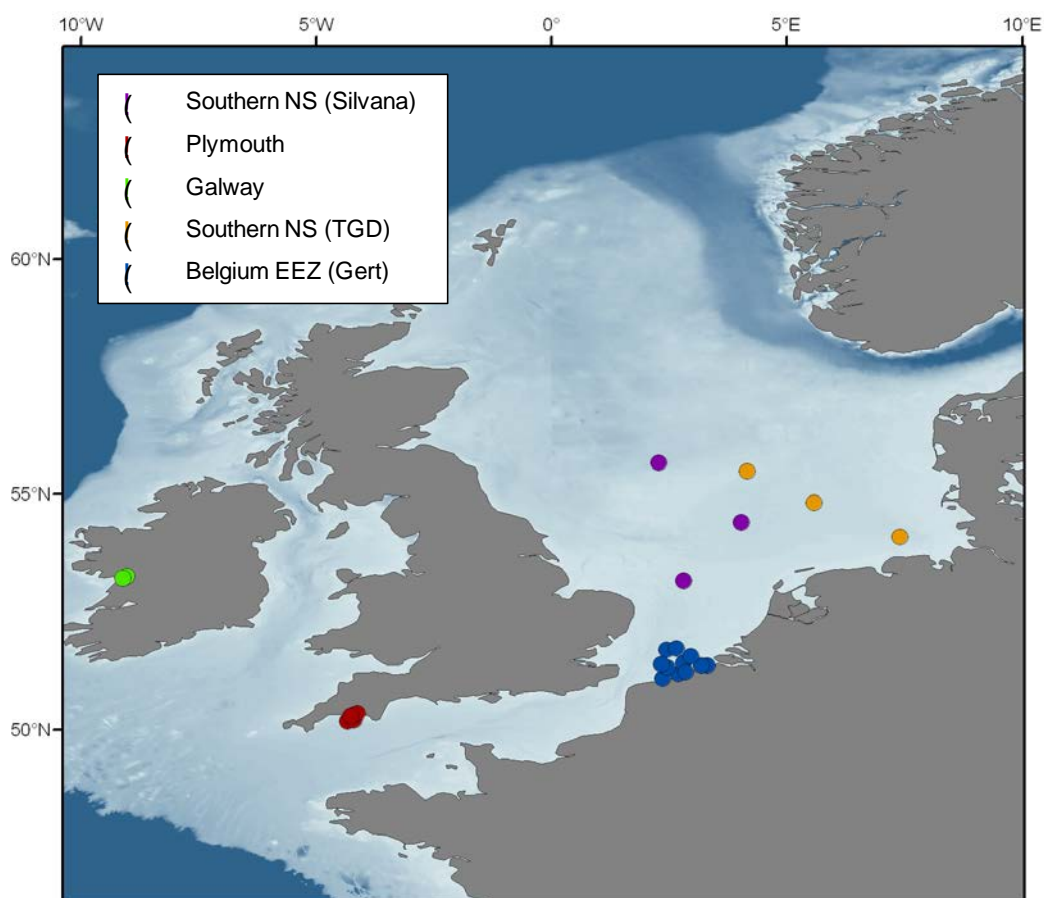 10°W 5°W 0° 5°E 10°E
( Southern NS (Silvana)
( Plymouth
( Galway
( Southern NS (TGD)
( Belgium EEZ (Gert)
60°N
55°N
50°N